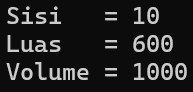 Sisi   = 10
Luas   = 600
Volume = 1000